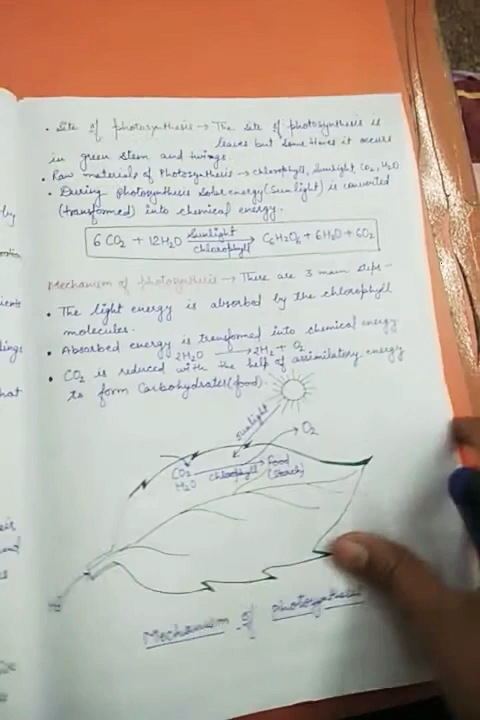 • Site of photosynthesis → The site of photosynthesis is
leaves but some times it occurs
in green stem and twings.
• Raw materials of Photosynthesis → chlorophyll, Sunlight, CO2, H2O
• During photosynthesis solar energy (Sun light) is converted
(transformed) into chemical energy.
6 CO2 + 12H2O Sunlight → Chlorophyll C6H12O6 + 6H2O + 6O2
Mechanism of photosynthesis → There are 3 main steps -
• The light energy is absorbed by the chlorophyll
molecules.
• Absorbed energy is transformed into chemical energy
2H2O → 2H2 + O2
• CO2 is reduced with the help of assimilatory energy
to form Carbohydrates (food).
sunlight
O2
CO2 chlorophyll → Food
H2O (starch)
Mechanism of photosynthesis
by
ients
dings
hat